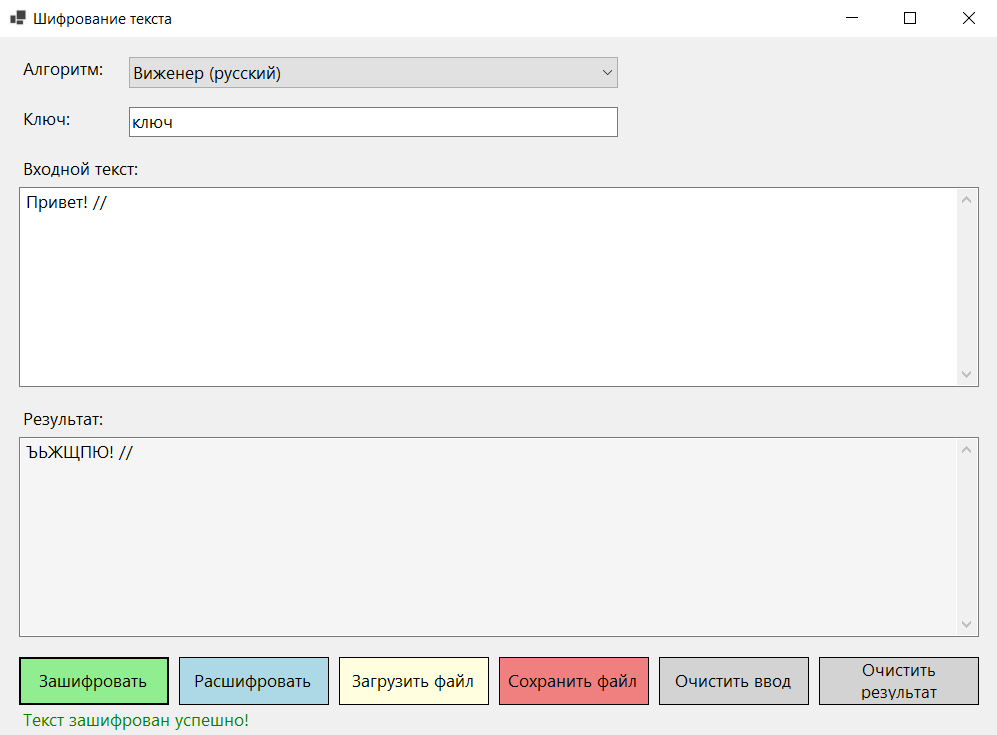 Шифрование текста
Алгоритм: Виженер (русский)
Ключ: ключ
Входной текст:
Привет! //
Результат:
ЪЬЖЩПЮ! //
Зашифровать Расшифровать Загрузить файл Сохранить файл Очистить ввод Очистить
результат
Текст зашифрован успешно!